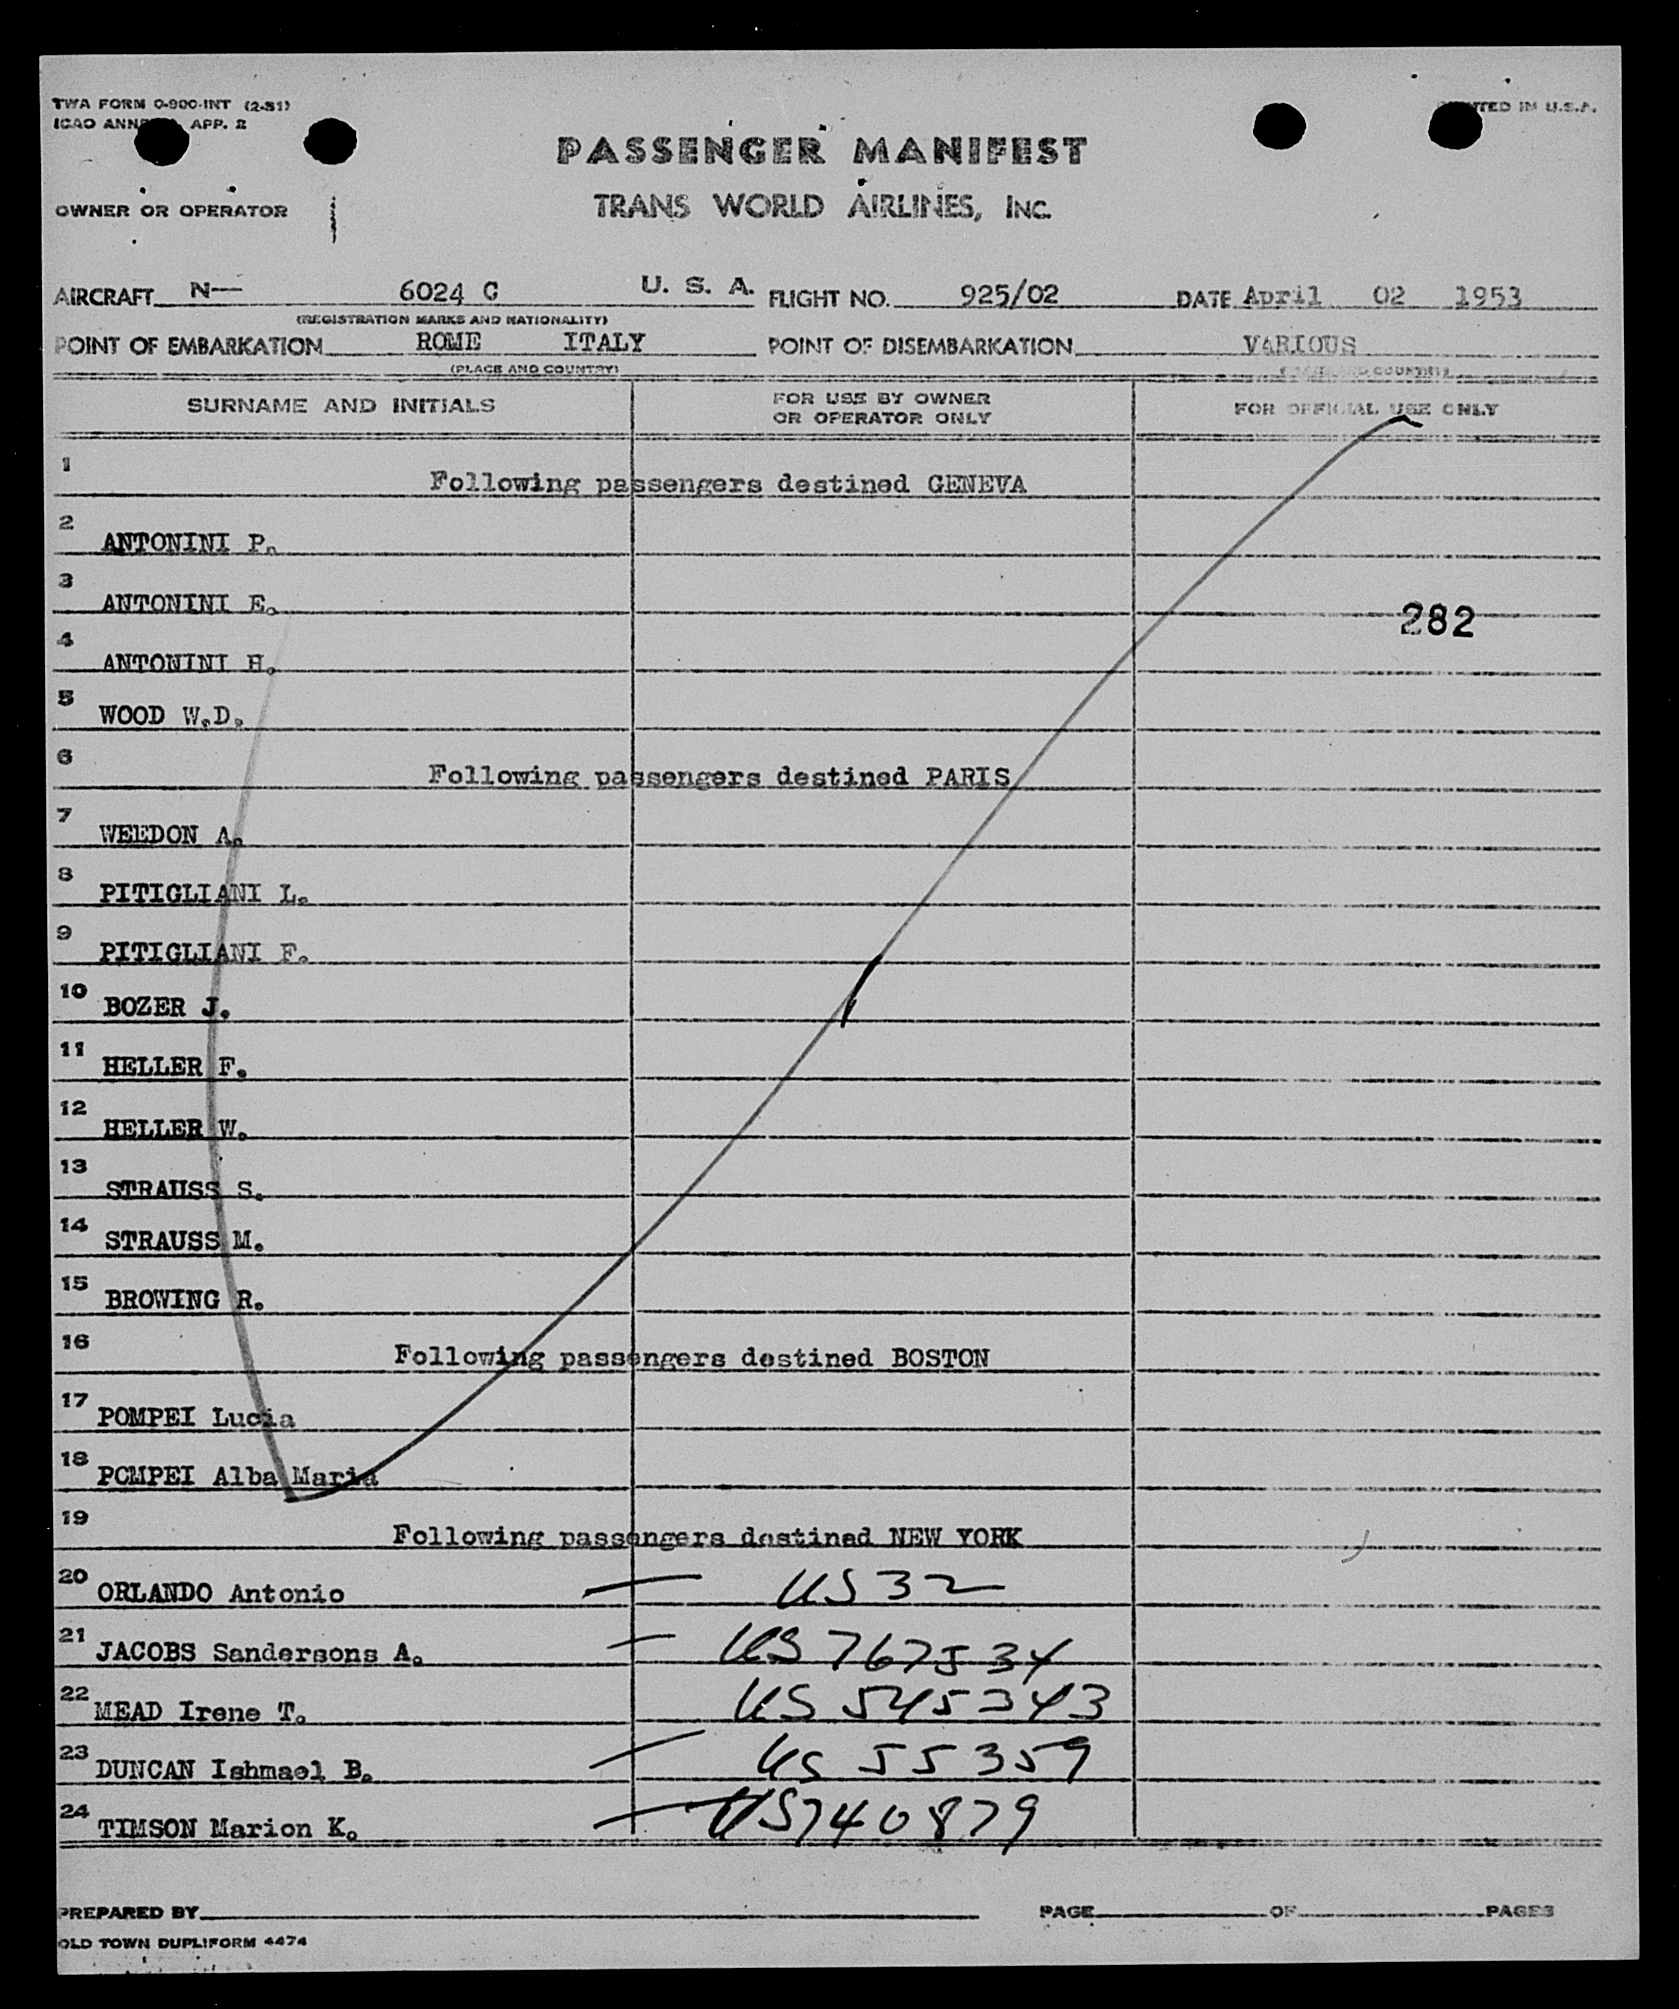 TWA FORM O-900-INT (2-51)
ICAO APP. 2
PRINTED IN U.S.A.
PASSENGER MANIFEST
OWNER OR OPERATOR
TRANS WORLD AIRLINES, INC.
AIRCRAFT N— 6024 C U. S. A. FLIGHT NO. 925/02 DATE April 02 1953
(REGISTRATION MARKS AND NATIONALITY)
POINT OF EMBARKATION ROME ITALY POINT OF DISEMBARKATION VARIOUS
(PLACE AND COUNTRY) (PLACE AND COUNTRY)
SURNAME AND INITIALS FOR USE BY OWNER OR OPERATOR ONLY FOR OFFICIAL USE ONLY
1 Following passengers destined GENEVA
2 ANTONINI P.
3 ANTONINI E. 282
4 ANTONINI H.
5 WOOD W.D.
6 Following passengers destined PARIS
7 WEEDON A.
8 PITIGLIANI L.
9 PITIGLIANI F.
10 BOZER J.
11 HELLER F.
12 HELLER W.
13 STRAUSS S.
14 STRAUSS M.
15 BROWING R.
16 Following passengers destined BOSTON
17 POMPEI Lucia
18 POMPEI Alba Maria
19 Following passengers destined NEW YORK
20 ORLANDO Antonio — US 32
21 JACOBS Sandersons A. — US 767534
22 MEAD Irene T. US 545343
23 DUNCAN Ishmael B. — US 55359
24 TIMSON Marion K. — US 740879
PREPARED BY PAGE OF PAGES
OLD TOWN DUPLIFORM 4474